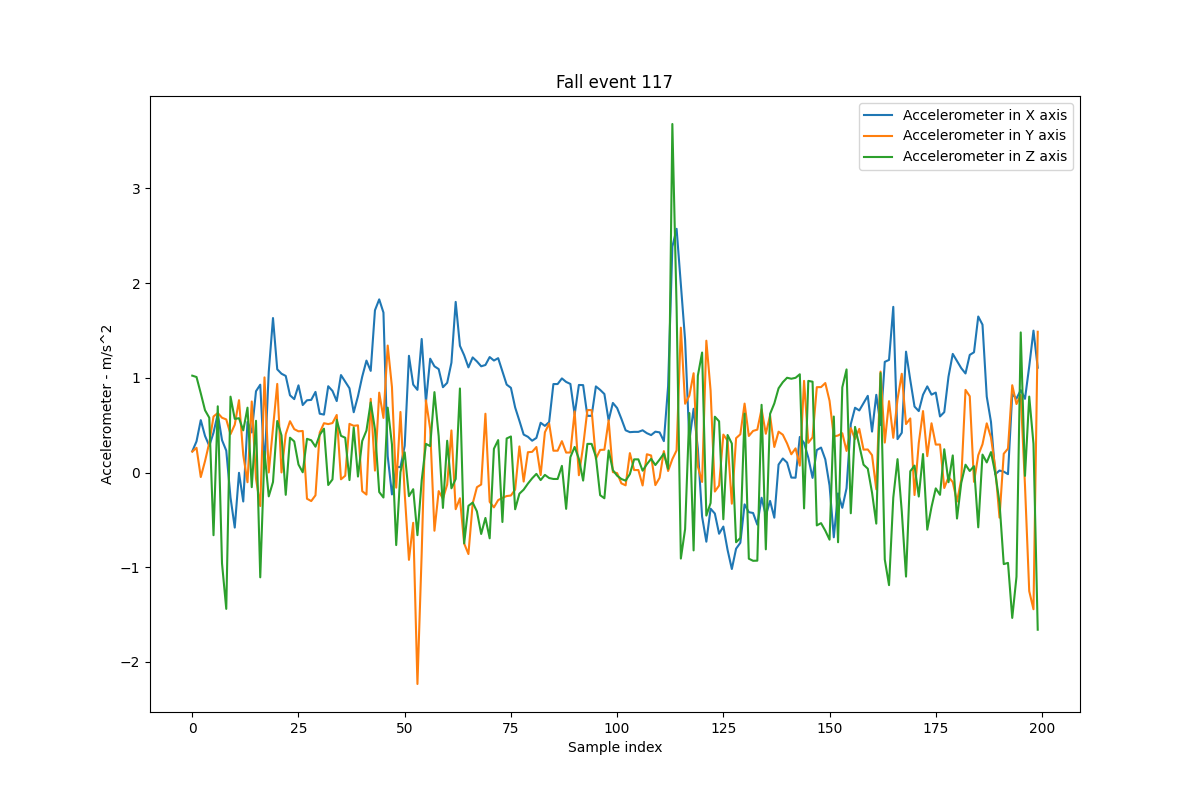 Fall event 117
Accelerometer in X axis
Accelerometer in Y axis
Accelerometer in Z axis
Accelerometer - m/s^2
3
2
1
0
−1
−2
0 25 50 75 100 125 150 175 200
Sample index